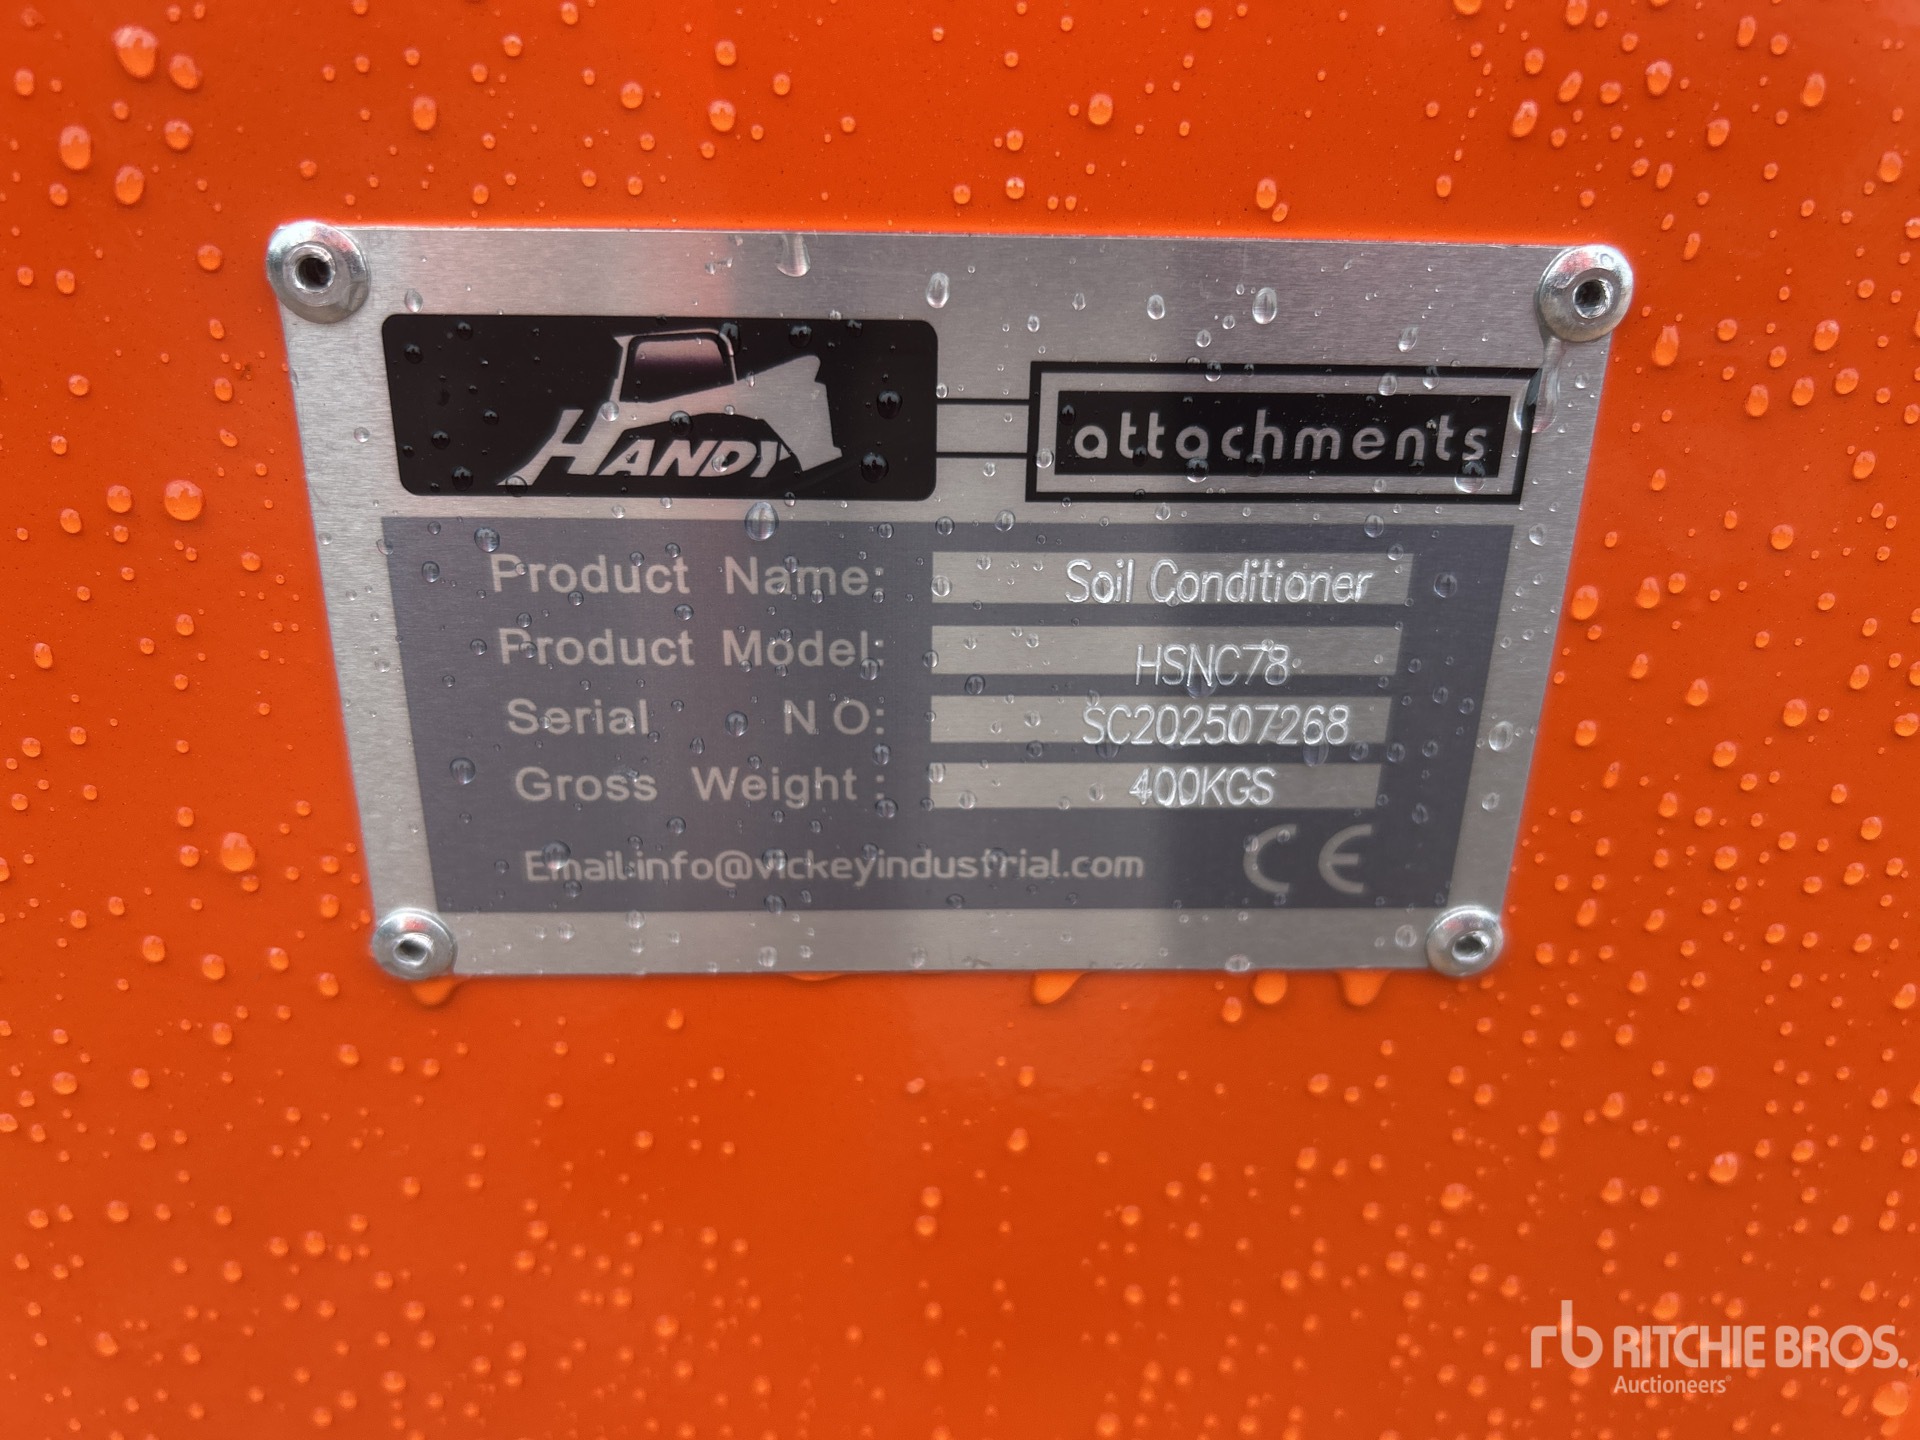 HANDY attachments
Product Name: Soil Conditioner
Product Model: HSNC78
Serial NO: SC202507268
Gross Weight: 400KGS
Email:info@vickeyindustrial.com CE
rb RITCHIE BROS.
Auctioneers